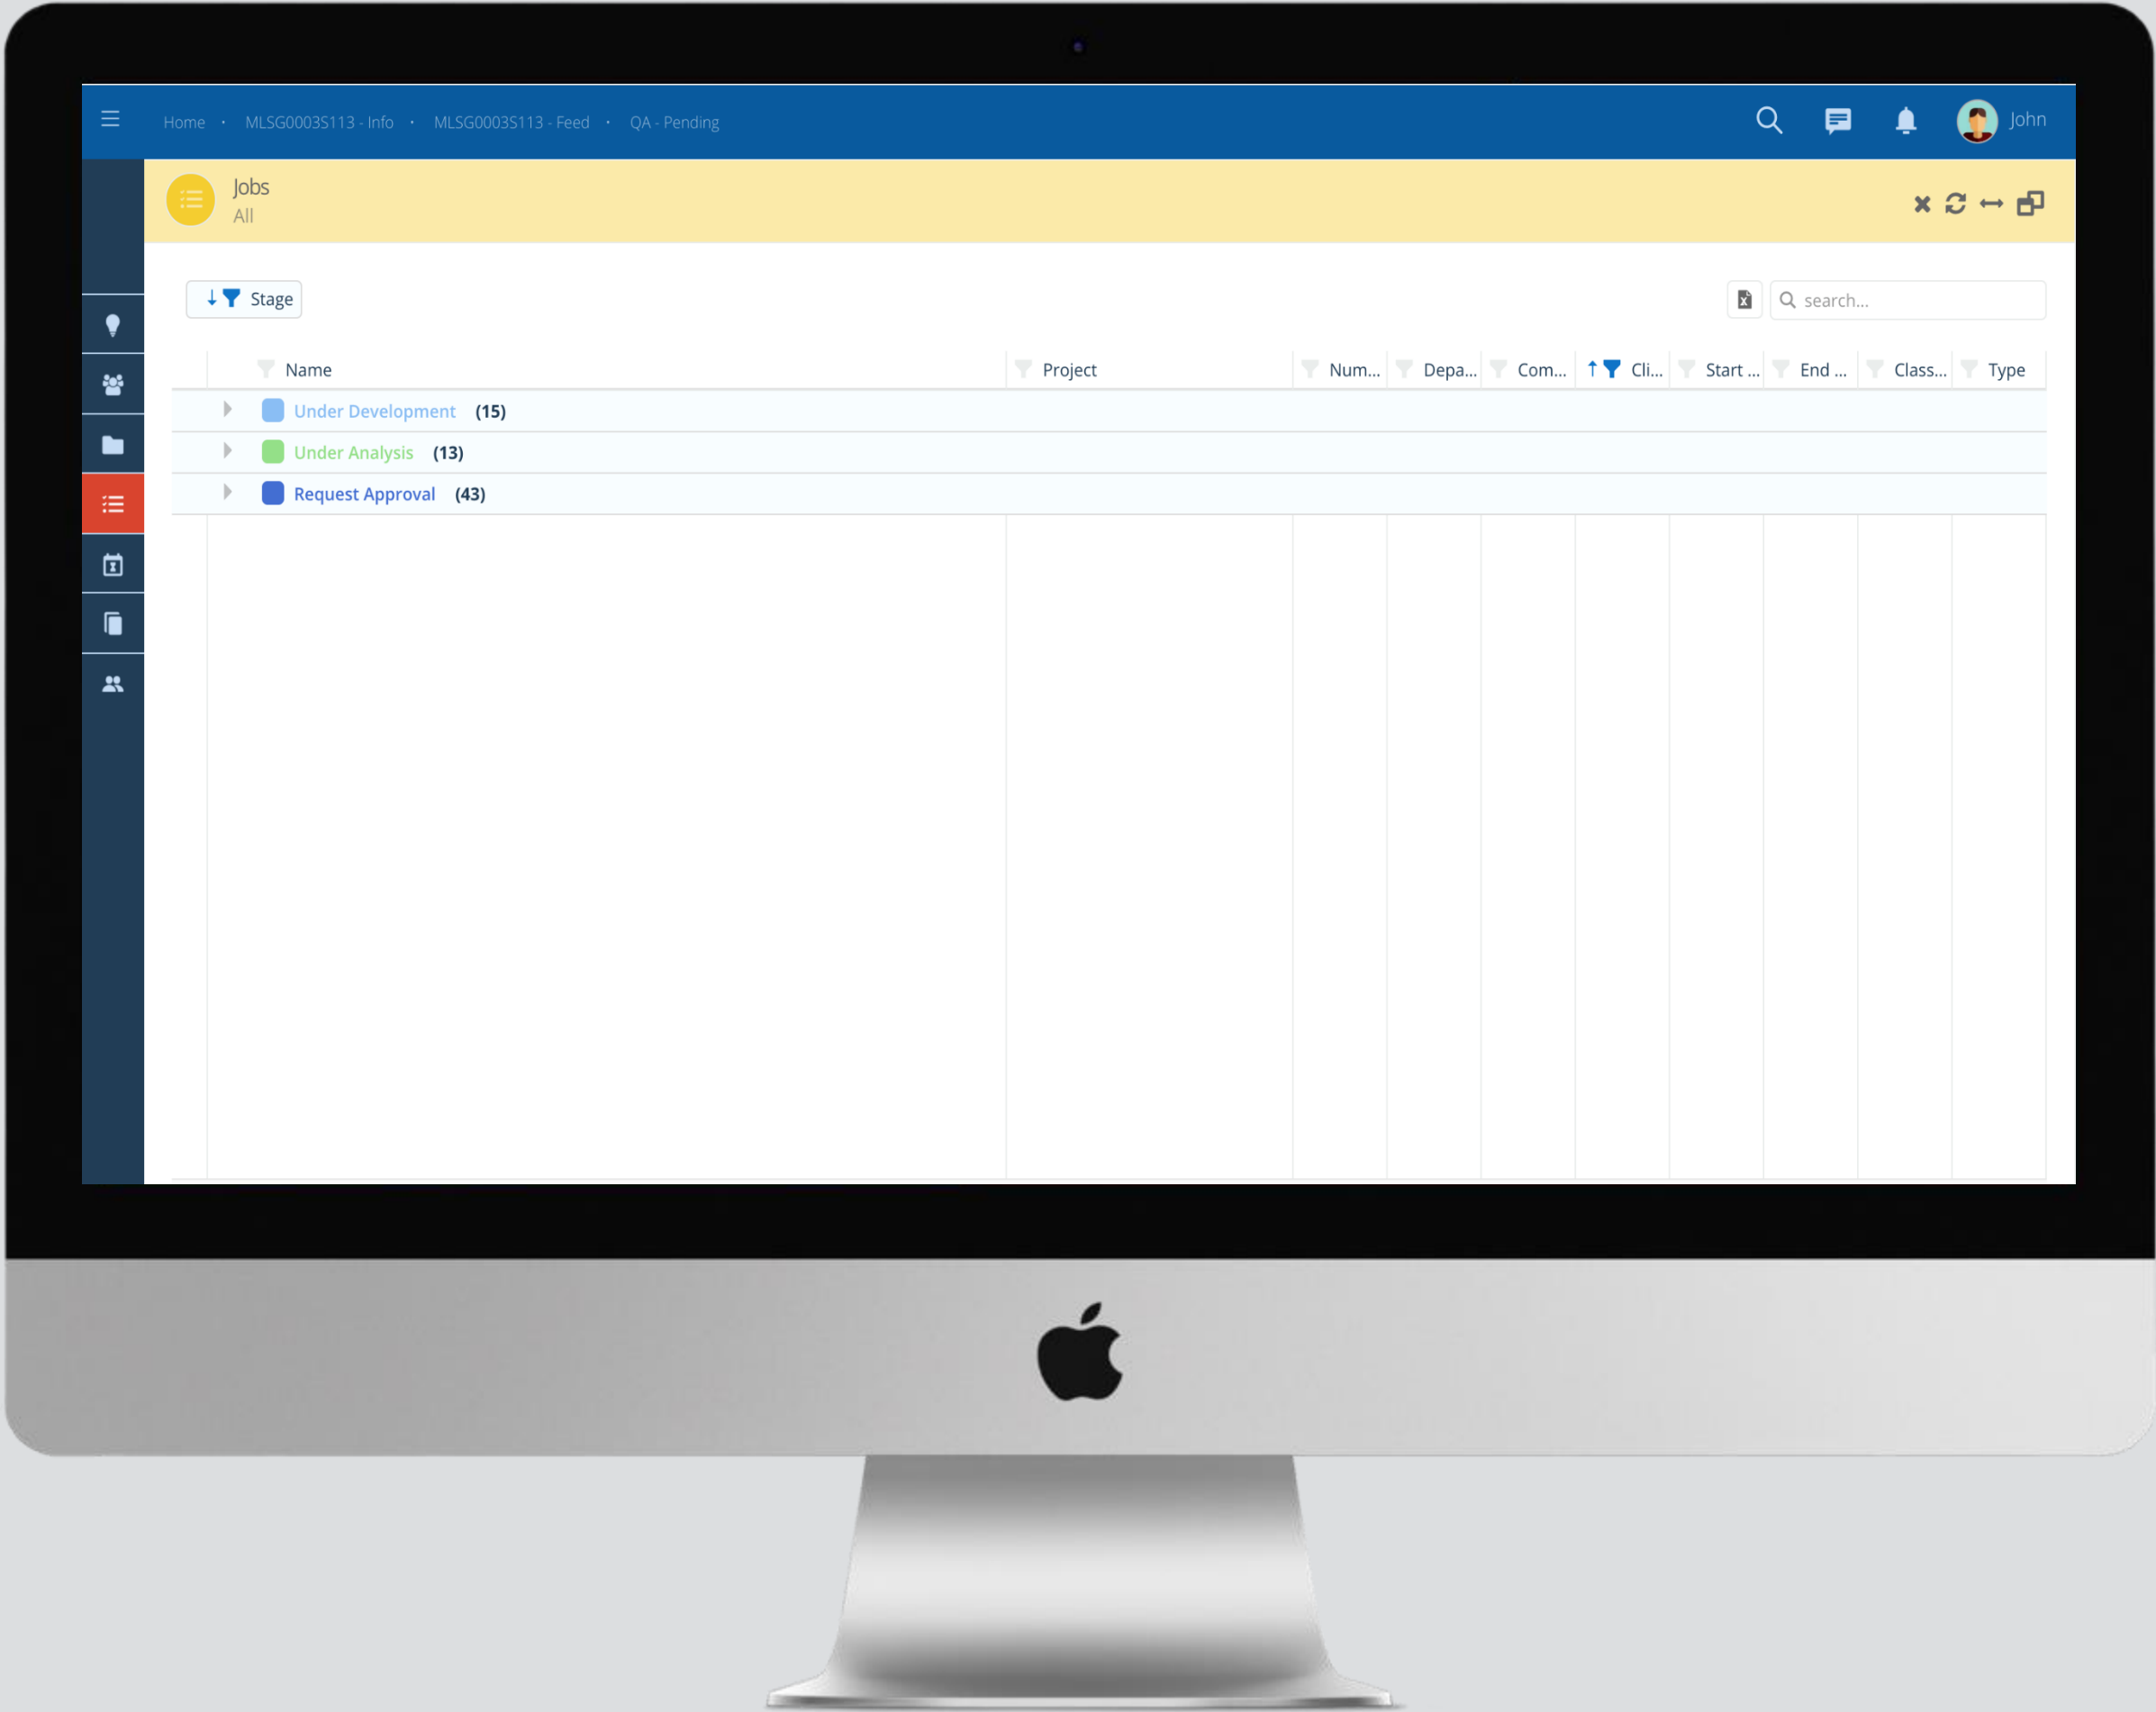 Home · MLSG0003S113 - Info · MLSG0003S113 - Feed · QA - Pending John
Jobs
All
Stage search...
Name Project Num... Depa... Com... Cli... Start ... End ... Class... Type
Under Development (15)
Under Analysis (13)
Request Approval (43)